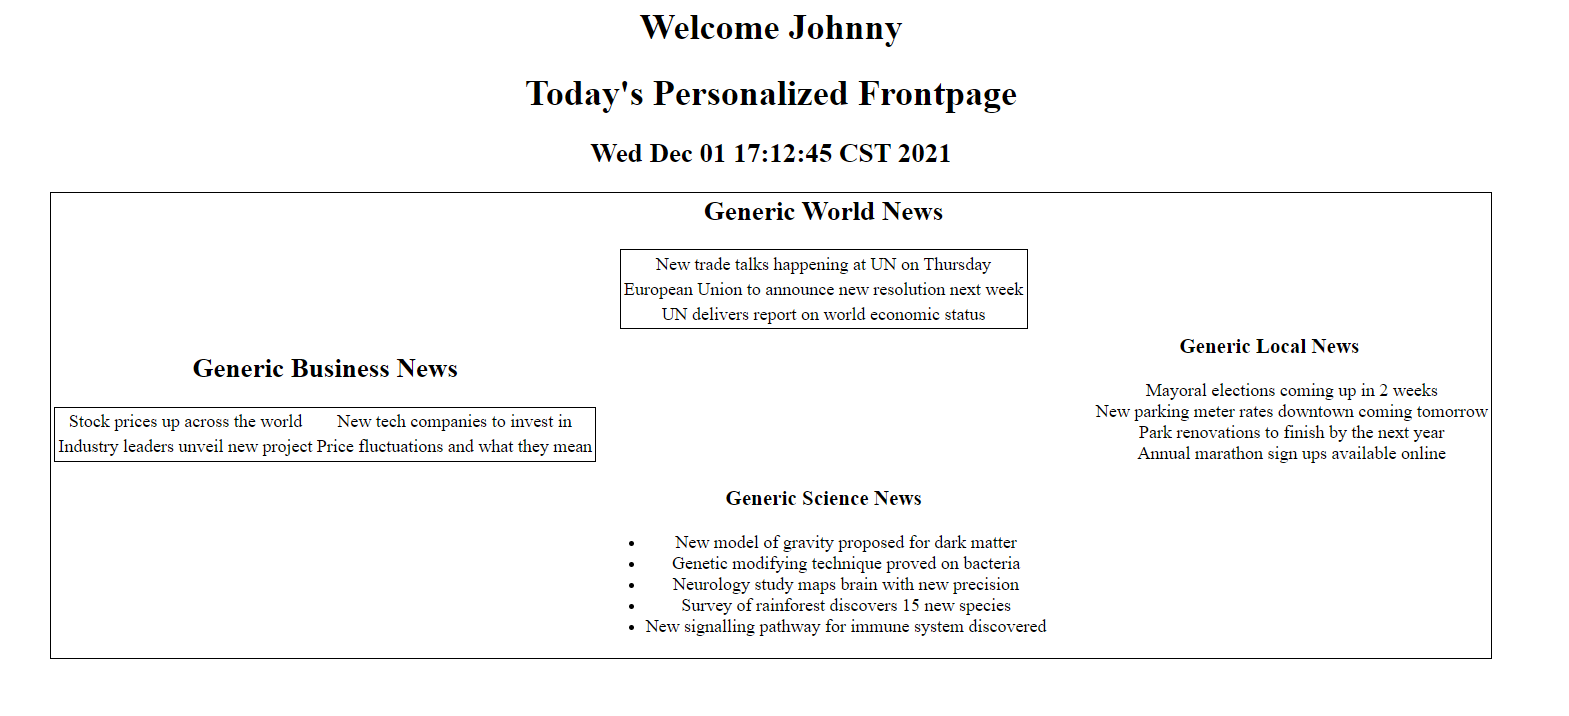 Welcome Johnny
Today's Personalized Frontpage
Wed Dec 01 17:12:45 CST 2021
Generic World News
New trade talks happening at UN on Thursday
European Union to announce new resolution next week
UN delivers report on world economic status
Generic Business News
Stock prices up across the world New tech companies to invest in
Industry leaders unveil new project Price fluctuations and what they mean
Generic Local News
Mayoral elections coming up in 2 weeks
New parking meter rates downtown coming tomorrow
Park renovations to finish by the next year
Annual marathon sign ups available online
Generic Science News
• New model of gravity proposed for dark matter
• Genetic modifying technique proved on bacteria
• Neurology study maps brain with new precision
• Survey of rainforest discovers 15 new species
• New signalling pathway for immune system discovered